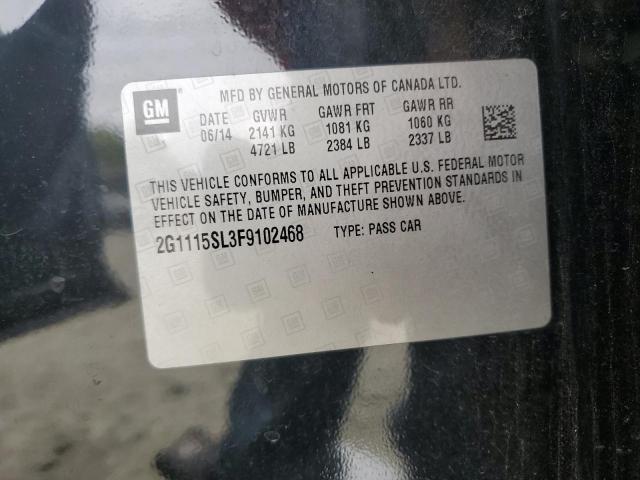 MFD BY GENERAL MOTORS OF CANADA LTD.
GM
DATE GVWR GAWR FRT GAWR RR
06/14 2141 KG 1081 KG 1060 KG
4721 LB 2384 LB 2337 LB
THIS VEHICLE CONFORMS TO ALL APPLICABLE U.S. FEDERAL MOTOR
VEHICLE SAFETY, BUMPER, AND THEFT PREVENTION STANDARDS IN
EFFECT ON THE DATE OF MANUFACTURE SHOWN ABOVE.
2G1115SL3F9102468 TYPE: PASS CAR